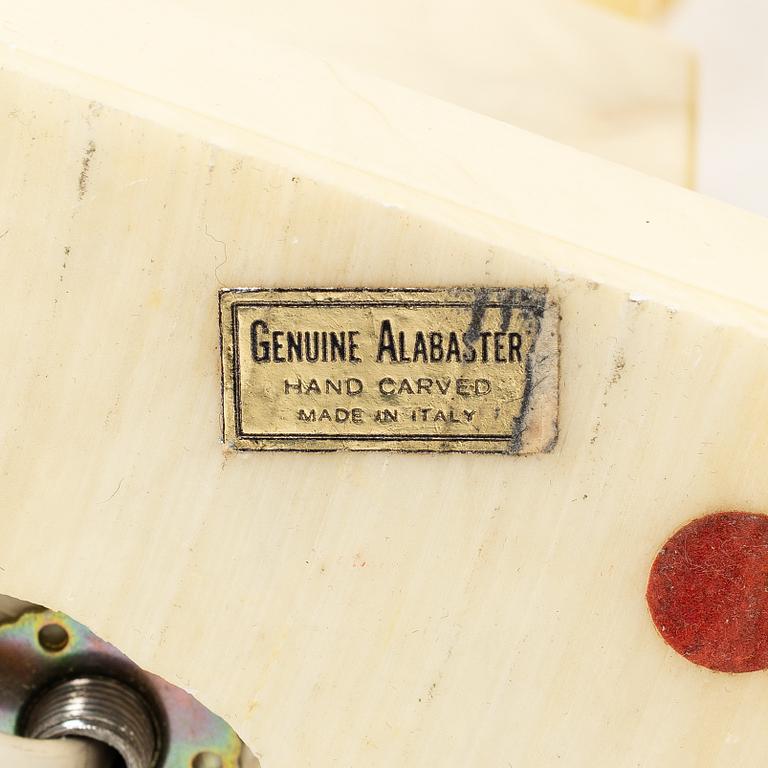 GENUINE ALABASTER
HAND CARVED
MADE IN ITALY